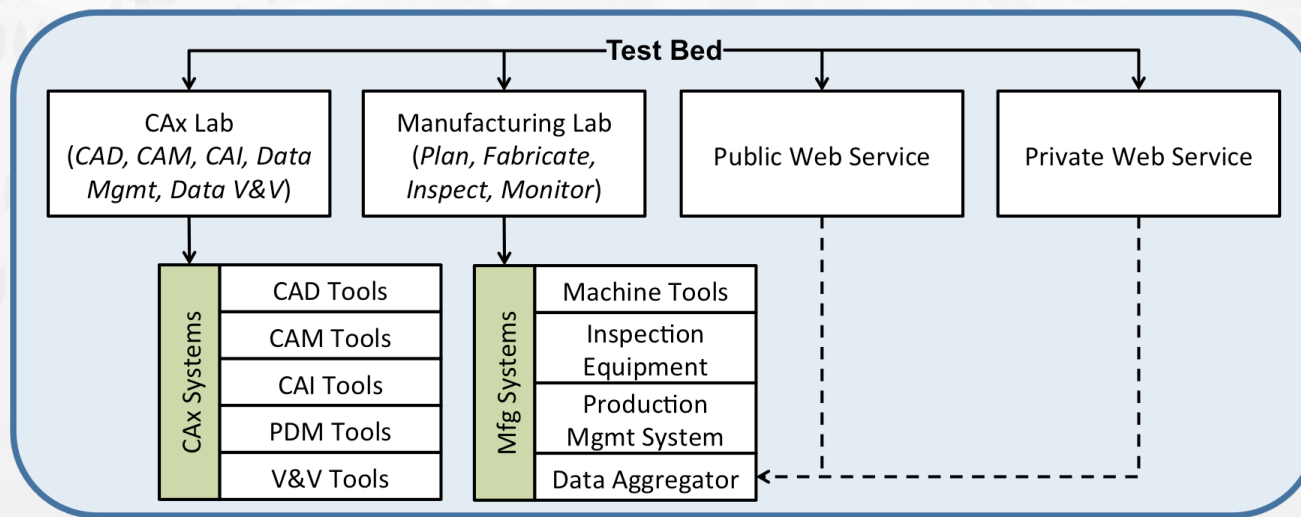 Test Bed
CAx Lab
(CAD, CAM, CAI, Data
Mgmt, Data V&V)
Manufacturing Lab
(Plan, Fabricate,
Inspect, Monitor)
Public Web Service
Private Web Service
CAx Systems
CAD Tools
CAM Tools
CAI Tools
PDM Tools
V&V Tools
Mfg Systems
Machine Tools
Inspection
Equipment
Production
Mgmt System
Data Aggregator